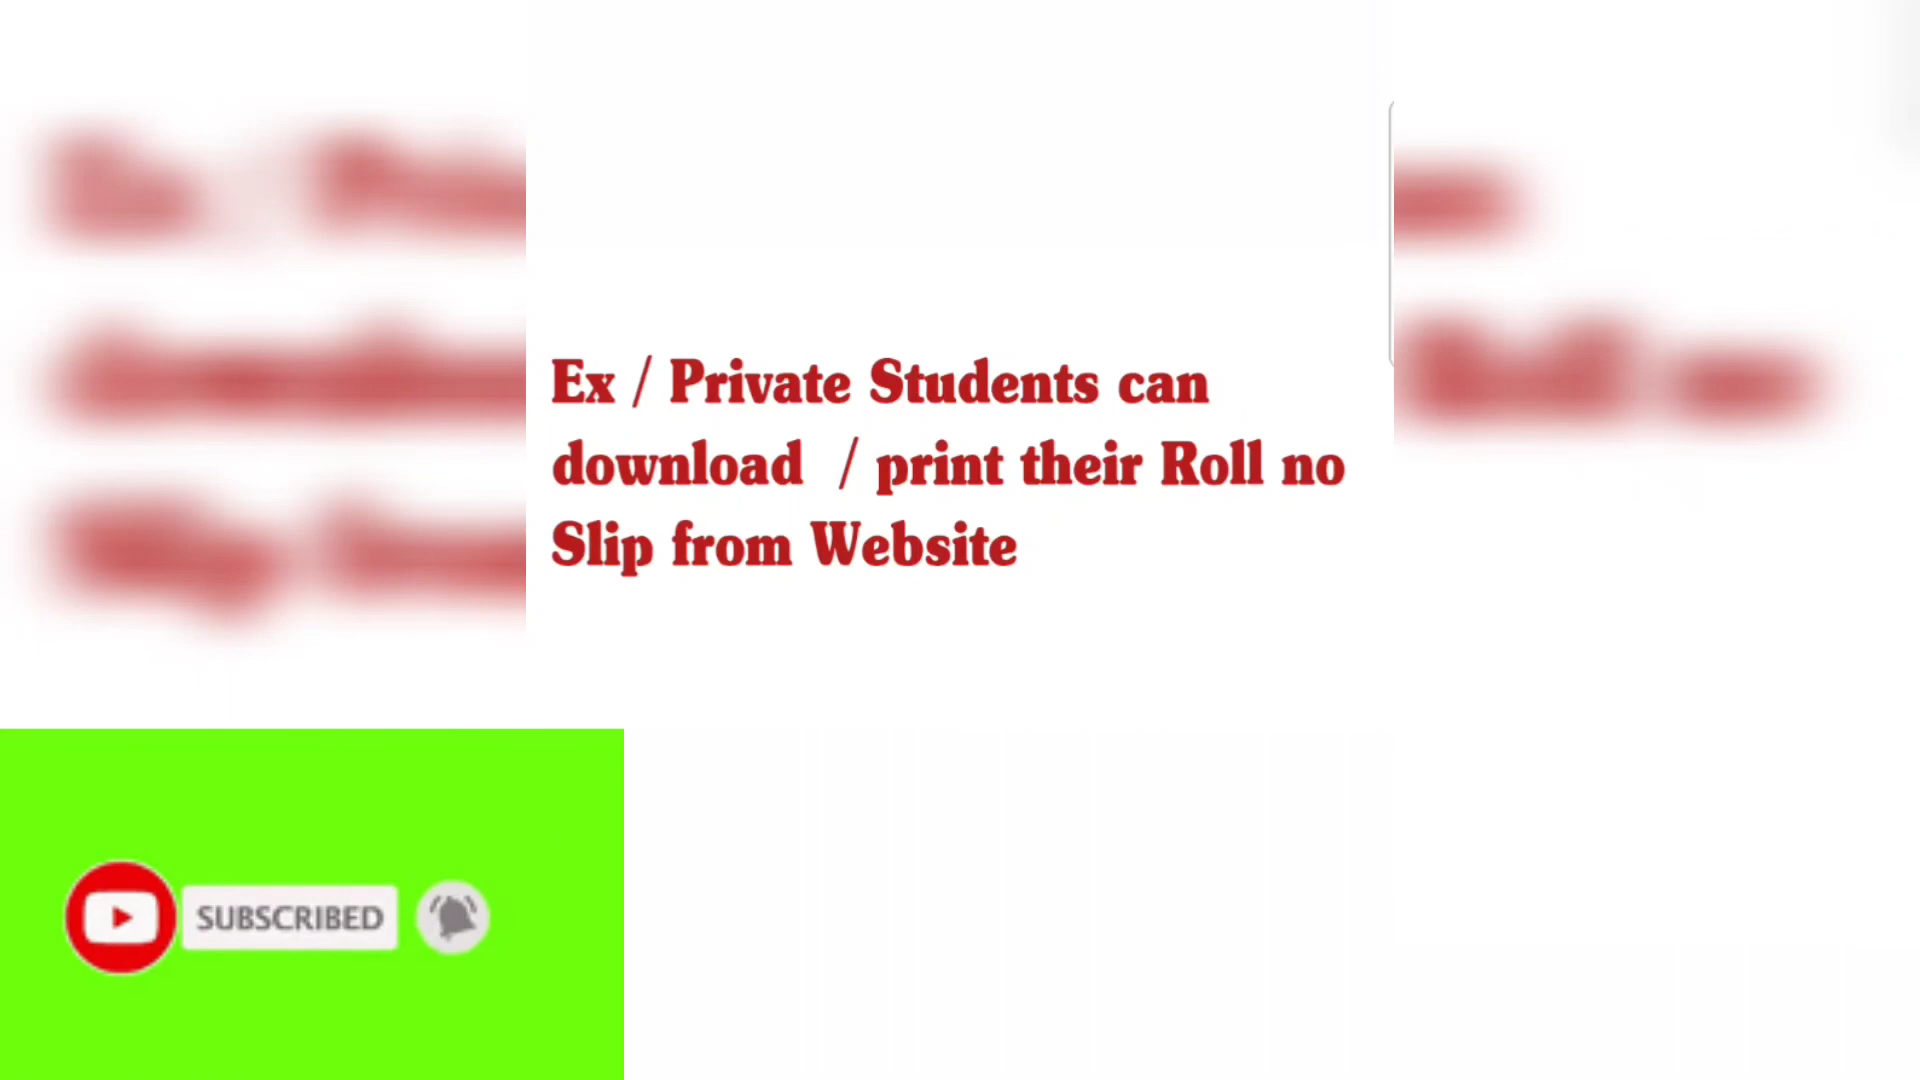 Ex / Private Students can
download / print their Roll no
Slip from Website
SUBSCRIBED